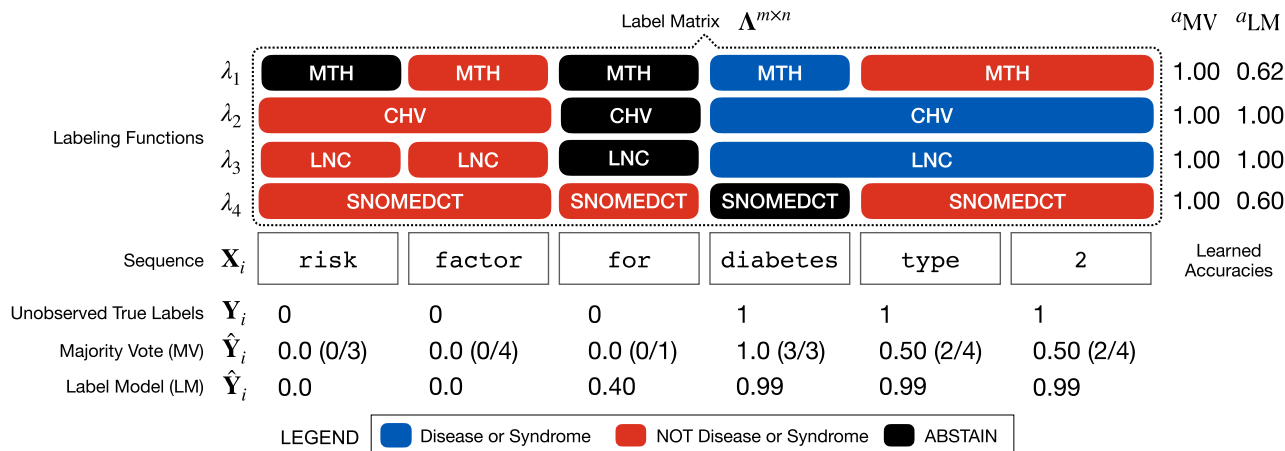 Label Matrix Λ^{m×n} a_MV a_LM
λ1 MTH MTH MTH MTH MTH 1.00 0.62
λ2 CHV CHV CHV 1.00 1.00
Labeling Functions
λ3 LNC LNC LNC LNC 1.00 1.00
λ4 SNOMEDCT SNOMEDCT SNOMEDCT SNOMEDCT 1.00 0.60
Sequence X_i risk factor for diabetes type 2 Learned
Accuracies
Unobserved True Labels Y_i 0 0 0 1 1 1
Majority Vote (MV) Ŷ_i 0.0 (0/3) 0.0 (0/4) 0.0 (0/1) 1.0 (3/3) 0.50 (2/4) 0.50 (2/4)
Label Model (LM) Ŷ_i 0.0 0.0 0.40 0.99 0.99 0.99
LEGEND Disease or Syndrome NOT Disease or Syndrome ABSTAIN